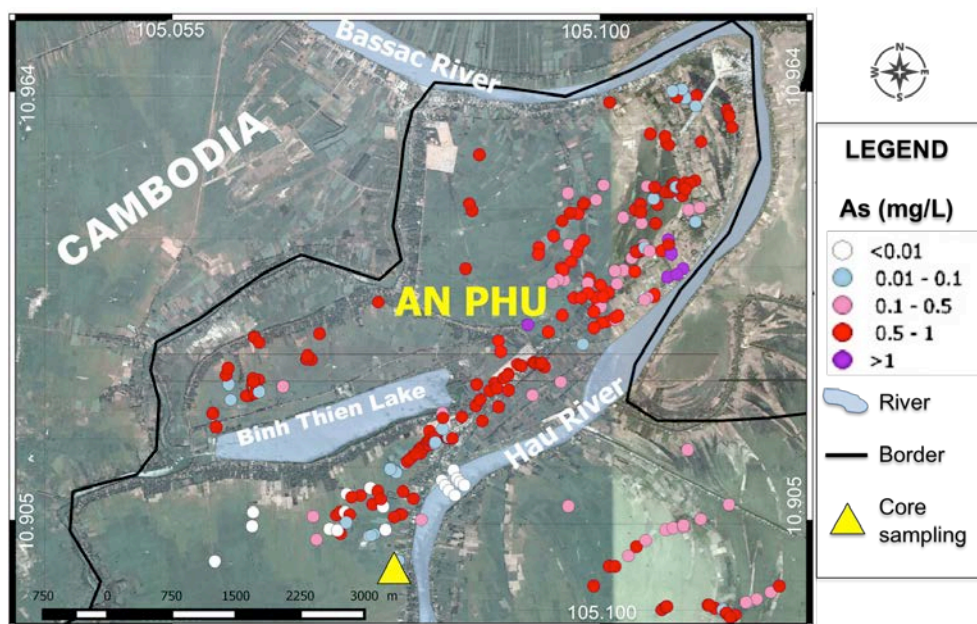 105.055
105.100
Bassac River
10.964
10.964
CAMBODIA
AN PHU
Binh Thien Lake
Hau River
10.905
10.905
750 0 750 1500 2250 3000 m
105.100
N
W E
S
LEGEND
As (mg/L)
<0.01
0.01 - 0.1
0.1 - 0.5
0.5 - 1
>1
River
Border
Core
sampling